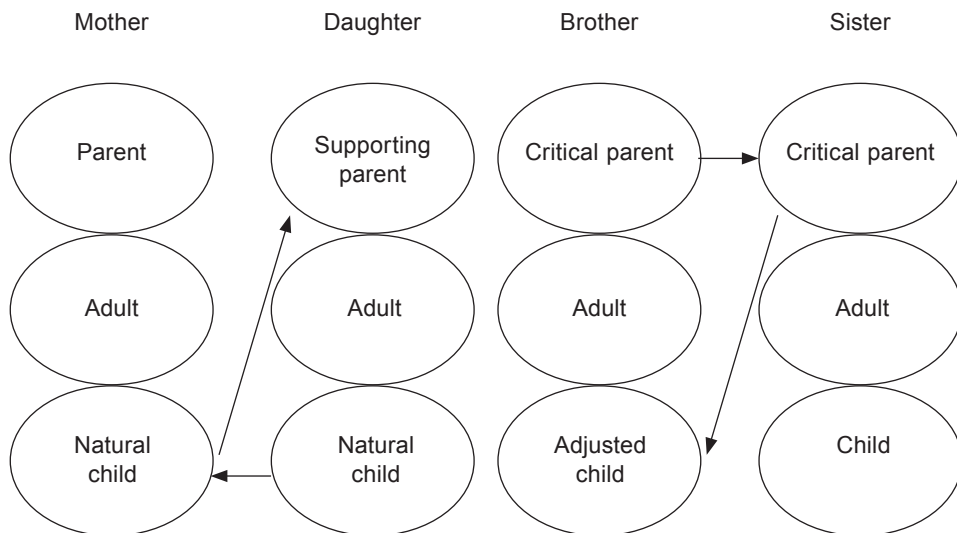 Mother Daughter Brother Sister
Parent
Supporting
parent
Critical parent
Critical parent
Adult
Adult
Adult
Adult
Natural
child
Natural
child
Adjusted
child
Child